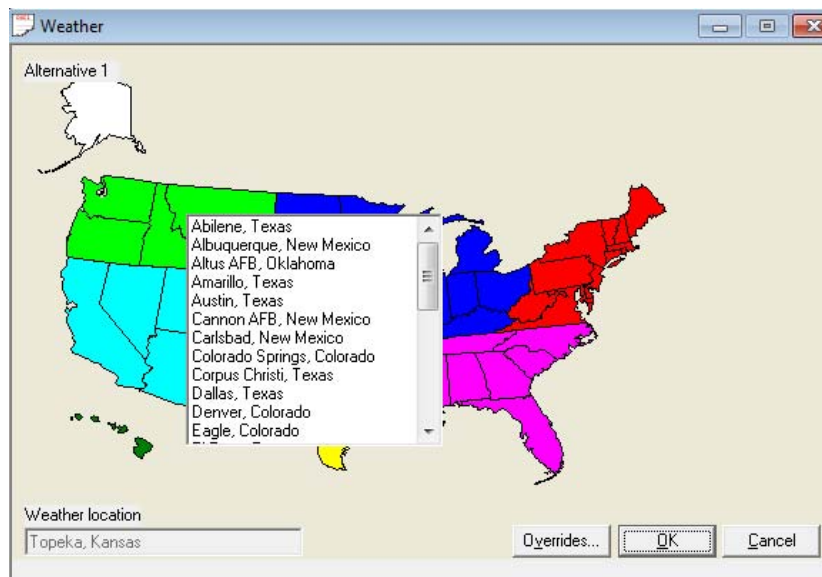 Weather
Alternative 1
Abilene, Texas
Albuquerque, New Mexico
Altus AFB, Oklahoma
Amarillo, Texas
Austin, Texas
Cannon AFB, New Mexico
Carlsbad, New Mexico
Colorado Springs, Colorado
Corpus Christi, Texas
Dallas, Texas
Denver, Colorado
Eagle, Colorado
Weather location
Topeka, Kansas
Overrides...
OK
Cancel